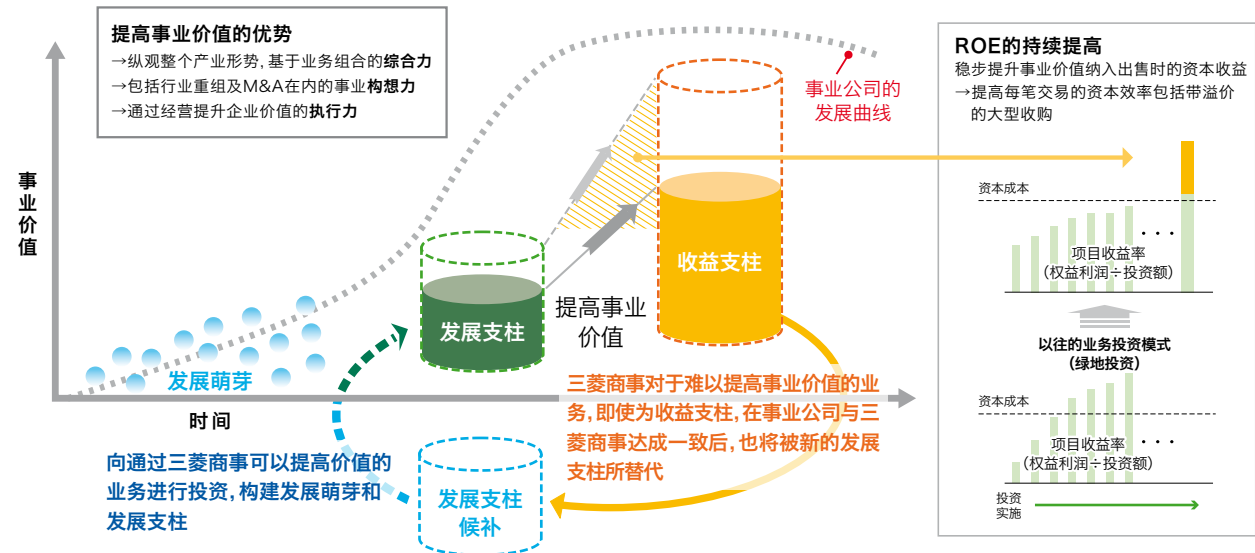 提高事业价值的优势
→纵观整个产业形势，基于业务组合的综合力
→包括行业重组及M&A在内的事业构想力
→通过经营提升企业价值的执行力
事业价值
事业公司的
发展曲线
收益支柱
发展支柱
提高事业
价值
发展萌芽
时间
向通过三菱商事可以提高价值的
业务进行投资，构建发展萌芽和
发展支柱
三菱商事对于难以提高事业价值的业
务，即使为收益支柱，在事业公司与三
菱商事达成一致后，也将被新的发展
支柱所替代
发展支柱
候补
ROE的持续提高
稳步提升事业价值纳入出售时的资本收益
→提高每笔交易的资本效率包括带溢价
的大型收购
资本成本
···
项目收益率
（权益利润÷投资额）
以往的业务投资模式
（绿地投资）
资本成本
项目收益率
···
（权益利润÷投资额）
投资
实施